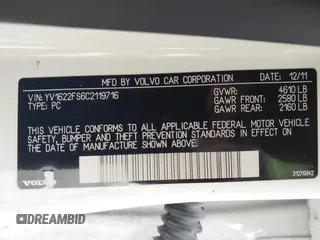 MFD. BY VOLVO CAR CORPORATION 12/11
VIN: YV1622FS6C2119716 GVWR: 4610 LB
TYPE: PC GAWR FRONT: 2580 LB
GAWR REAR: 2160 LB
THIS VEHICLE CONFORMS TO ALL APPLICABLE FEDERAL MOTOR VEHICLE
SAFETY, BUMPER, AND THEFT PREVENTION STANDARDS IN EFFECT ON THE
DATE OF MANUFACTURE SHOWN ABOVE.
VOLVO
DREAMBID